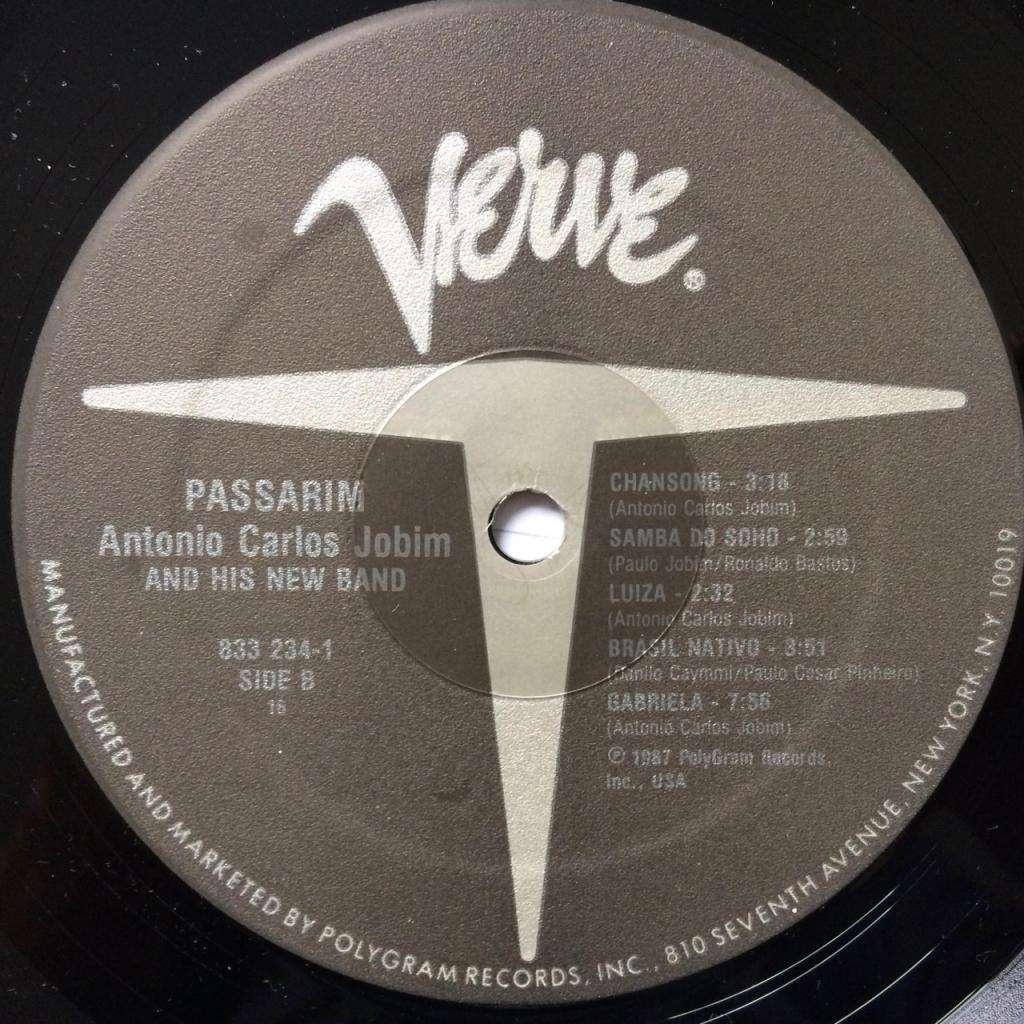 Verve®
PASSARIM
Antonio Carlos Jobim
AND HIS NEW BAND
833 234-1
SIDE B
16
CHANSONG - 3:18
(Antonio Carlos Jobim)
SAMBA DO SOHO - 2:59
(Paulo Jobim/Ronaldo Bastos)
LUIZA - 2:32
(Antonio Carlos Jobim)
BRASIL NATIVO - 3:51
(Danilo Caymmi/Paulo Cesar Pinheiro)
GABRIELA - 7:56
(Antonio Carlos Jobim)
℗ 1987 PolyGram Records,
Inc., USA
MANUFACTURED AND MARKETED BY POLYGRAM RECORDS, INC., 810 SEVENTH AVENUE, NEW YORK, N.Y. 10019